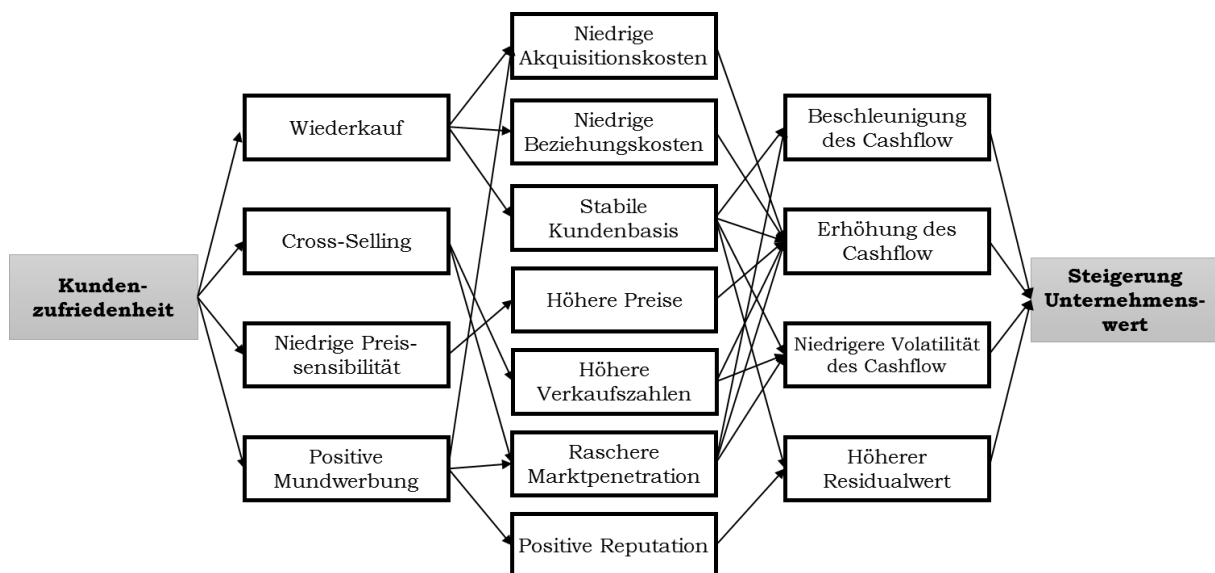 Kunden-
zufriedenheit
Wiederkauf
Cross-Selling
Niedrige Preis-
sensibilität
Positive
Mundwerbung
Niedrige
Akquisitionskosten
Niedrige
Beziehungskosten
Stabile
Kundenbasis
Höhere Preise
Höhere
Verkaufszahlen
Raschere
Marktpenetration
Positive Reputation
Beschleunigung
des Cashflow
Erhöhung des
Cashflow
Niedrigere Volatilität
des Cashflow
Höherer
Residualwert
Steigerung
Unternehmens-
wert